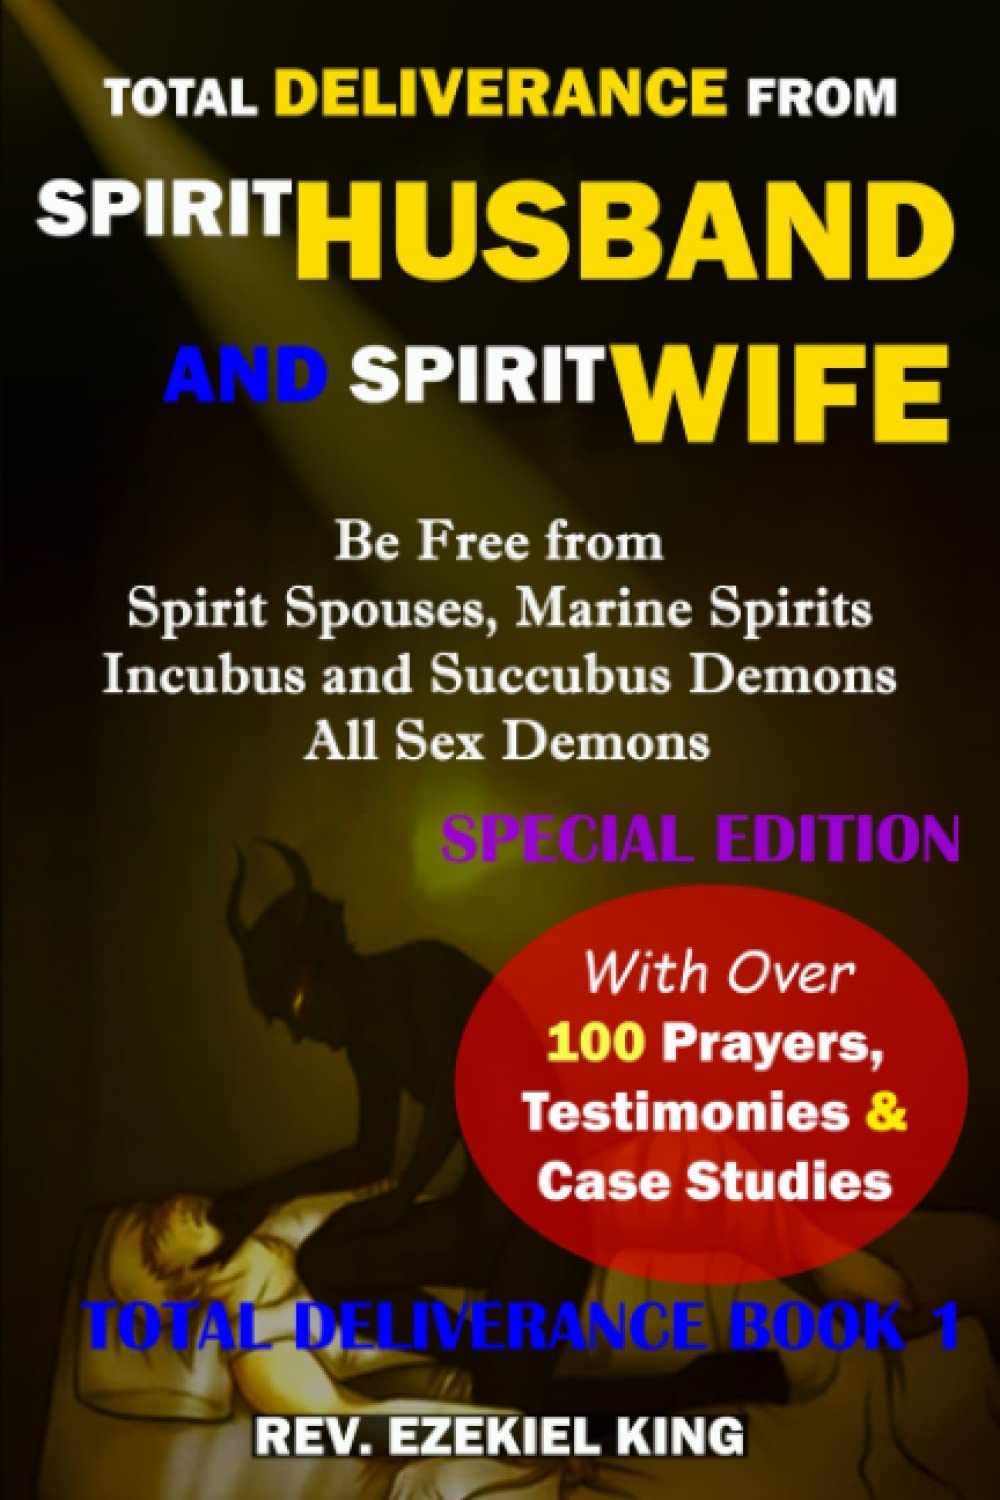 TOTAL DELIVERANCE FROM
SPIRIT HUSBAND
AND SPIRIT WIFE
Be Free from
Spirit Spouses, Marine Spirits
Incubus and Succubus Demons
All Sex Demons
SPECIAL EDITION
With Over
100 Prayers,
Testimonies &
Case Studies
TOTAL DELIVERANCE BOOK 1
REV. EZEKIEL KING